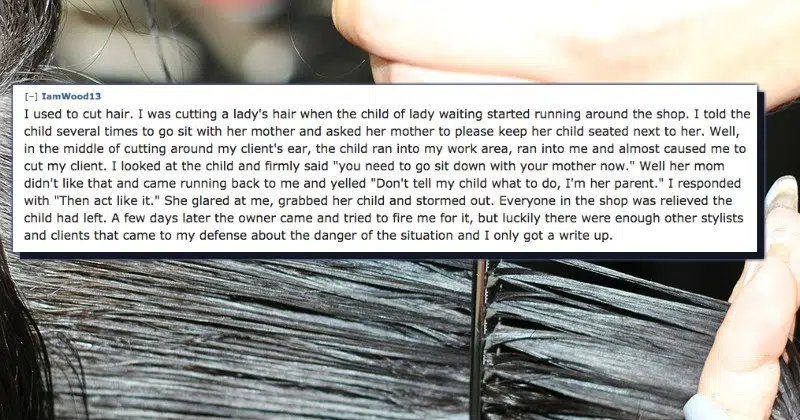 [-] IamWood13
I used to cut hair. I was cutting a lady's hair when the child of lady waiting started running around the shop. I told the
child several times to go sit with her mother and asked her mother to please keep her child seated next to her. Well,
in the middle of cutting around my client's ear, the child ran into my work area, ran into me and almost caused me to
cut my client. I looked at the child and firmly said "you need to go sit down with your mother now." Well her mom
didn't like that and came running back to me and yelled "Don't tell my child what to do, I'm her parent." I responded
with "Then act like it." She glared at me, grabbed her child and stormed out. Everyone in the shop was relieved the
child had left. A few days later the owner came and tried to fire me for it, but luckily there were enough other stylists
and clients that came to my defense about the danger of the situation and I only got a write up.